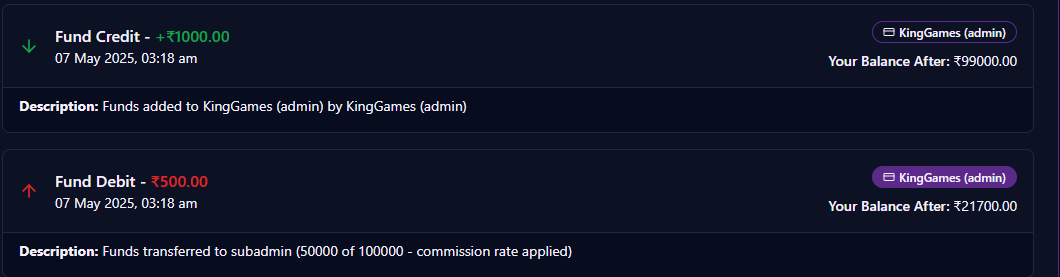 Fund Credit - +₹1000.00
KingGames (admin)
07 May 2025, 03:18 am
Your Balance After: ₹99000.00
Description: Funds added to KingGames (admin) by KingGames (admin)
Fund Debit - ₹500.00
KingGames (admin)
07 May 2025, 03:18 am
Your Balance After: ₹21700.00
Description: Funds transferred to subadmin (50000 of 100000 - commission rate applied)